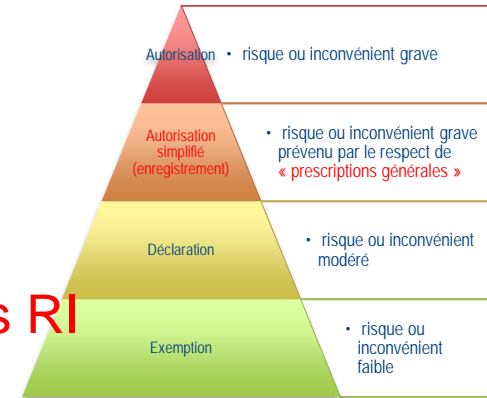 Autorisation • risque ou inconvénient grave
Autorisation
simplifié
(enregistrement)
• risque ou inconvénient grave
prévenu par le respect de
« prescriptions générales »
Déclaration
• risque ou inconvénient
modéré
s RI
Exemption
• risque ou
inconvénient
faible